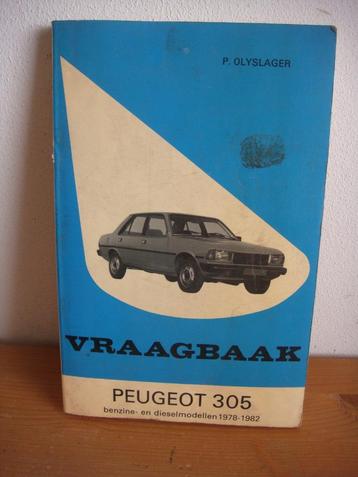 P. OLYSLAGER
VRAAGBAAK
PEUGEOT 305
benzine- en dieselmodellen 1978-1982